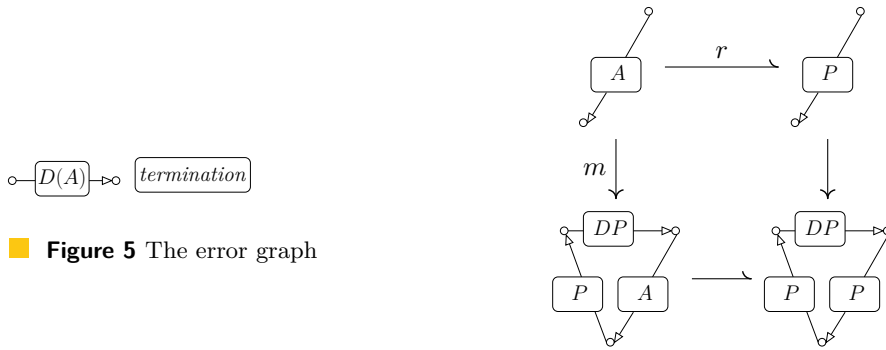 A
r
P
m
D(A)
termination
Figure 5 The error graph
DP
DP
P
A
P
P